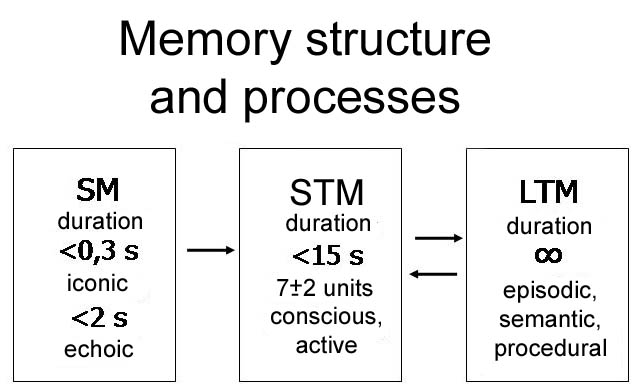 Memory structure
and processes
SM
duration
<0,3 s
iconic
<2 s
echoic
STM
duration
<15 s
7±2 units
conscious,
active
LTM
duration
∞
episodic,
semantic,
procedural